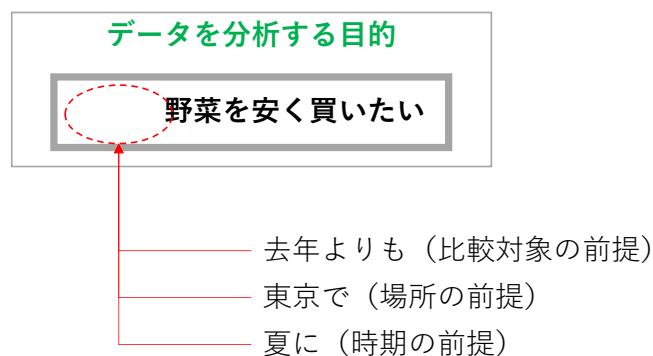 データを分析する目的
野菜を安く買いたい
去年よりも（比較対象の前提）
東京で（場所の前提）
夏に（時期の前提）